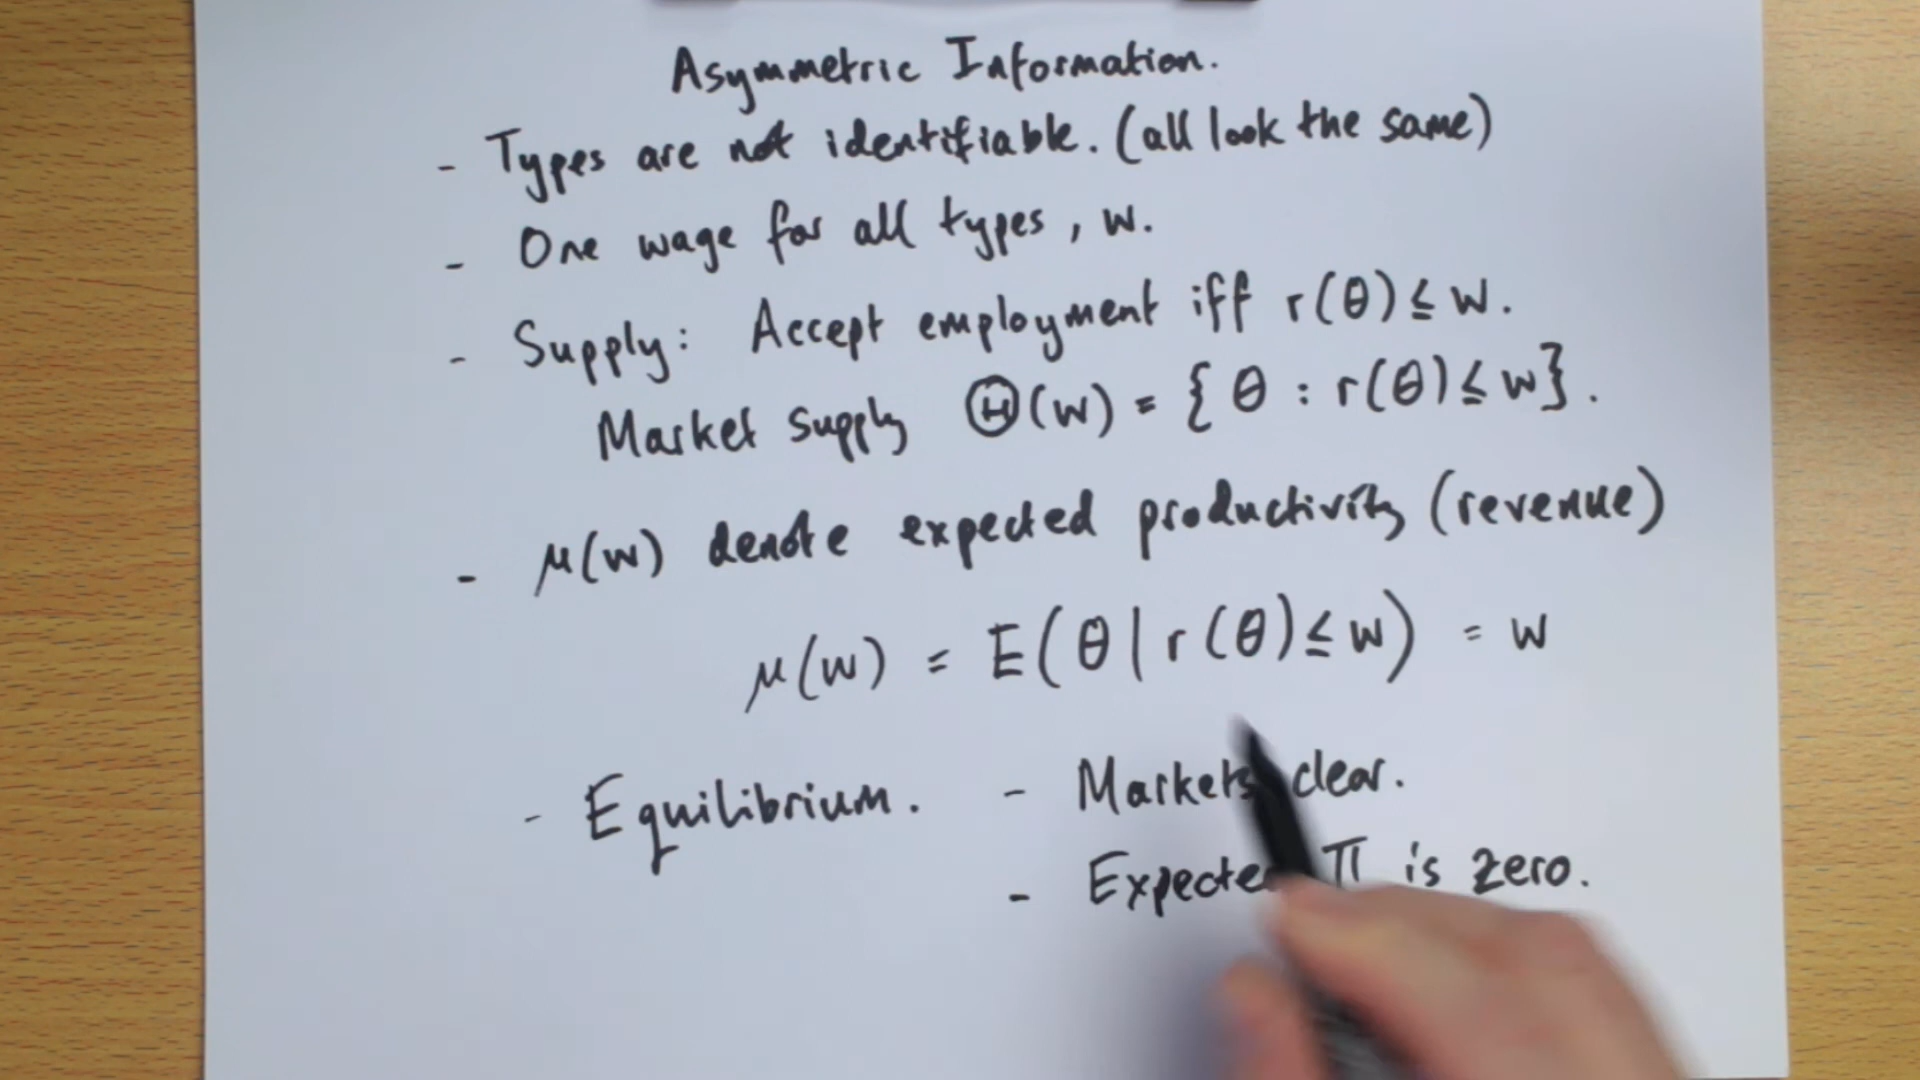 Asymmetric Information.
- Types are not identifiable. (all look the same)
- One wage for all types, w.
- Supply: Accept employment iff r(θ) ≤ w.
Market supply Θ(w) = { θ : r(θ) ≤ w}.
- μ(w) denote expected productivity (revenue)
μ(w) = E(θ | r(θ) ≤ w) = w
- Equilibrium. - Markets clear.
- Expected Π is zero.